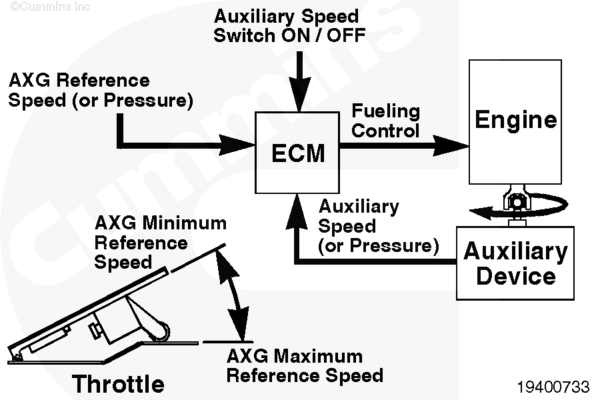 ©Cummins Inc
Auxiliary Speed
Switch ON / OFF
AXG Reference
Speed (or Pressure)
ECM
Fueling
Control
Engine
Auxiliary
Speed
(or Pressure)
Auxiliary
Device
AXG Minimum
Reference
Speed
AXG Maximum
Reference Speed
Throttle
19400733
Cummins